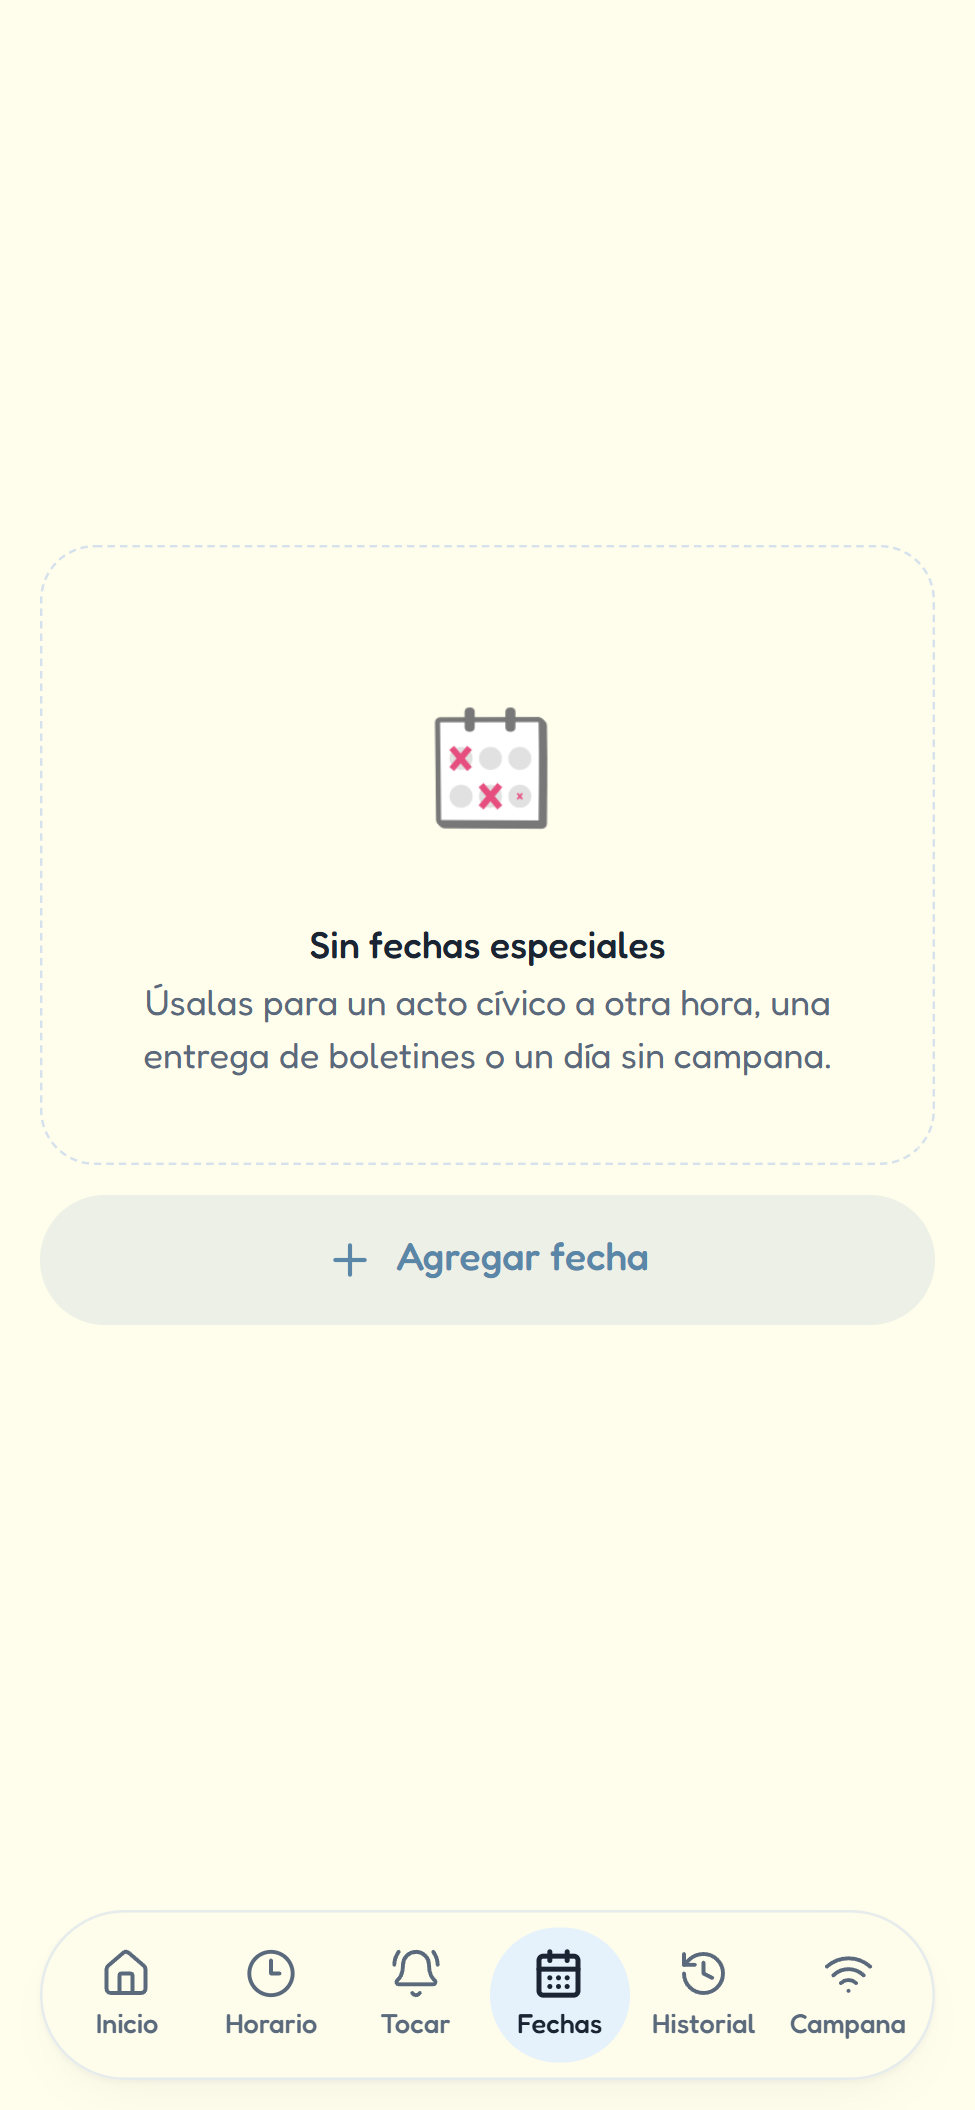 Sin fechas especiales
Úsalas para un acto cívico a otra hora, una
entrega de boletines o un día sin campana.
Agregar fecha
Inicio
Horario
Tocar
Fechas
Historial
Campana